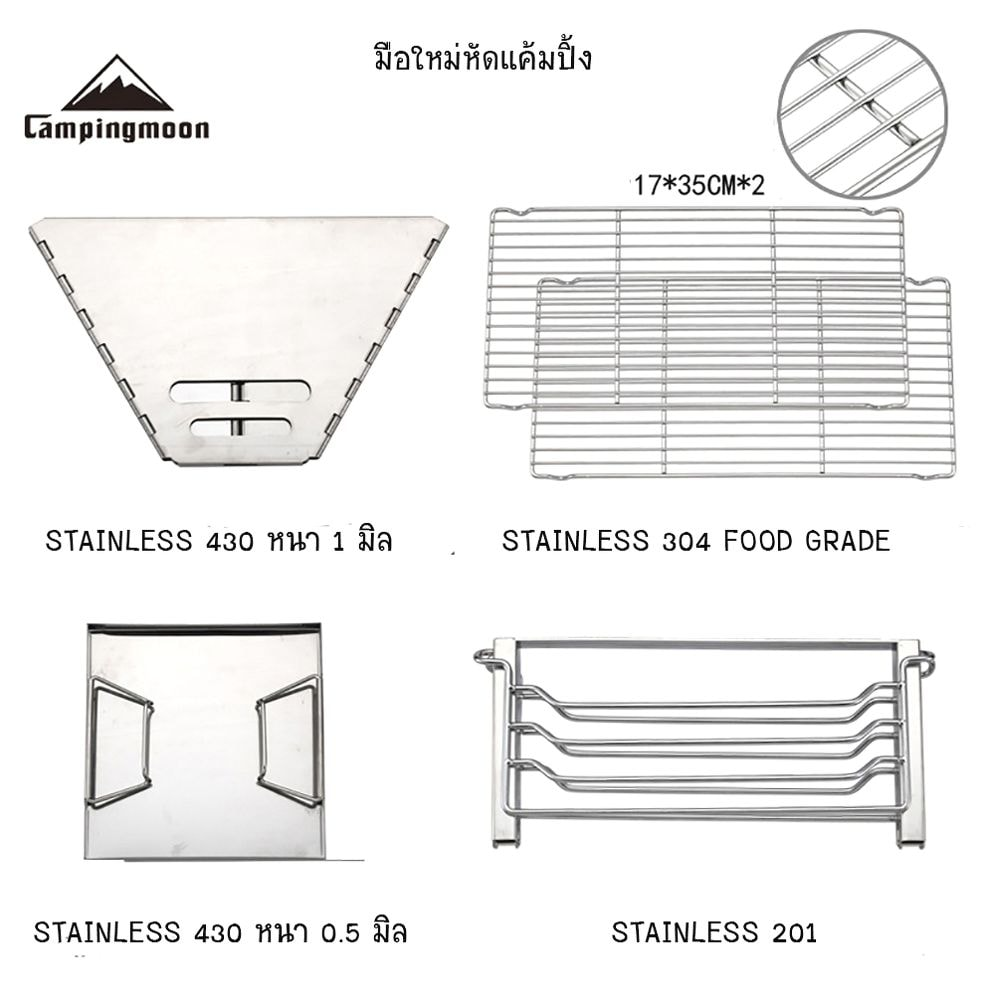 มือใหม่หัดแค้มปิ้ง
Campingmoon
17*35CM*2
STAINLESS 430 หนา 1 มิล
STAINLESS 304 FOOD GRADE
STAINLESS 430 หนา 0.5 มิล
STAINLESS 201